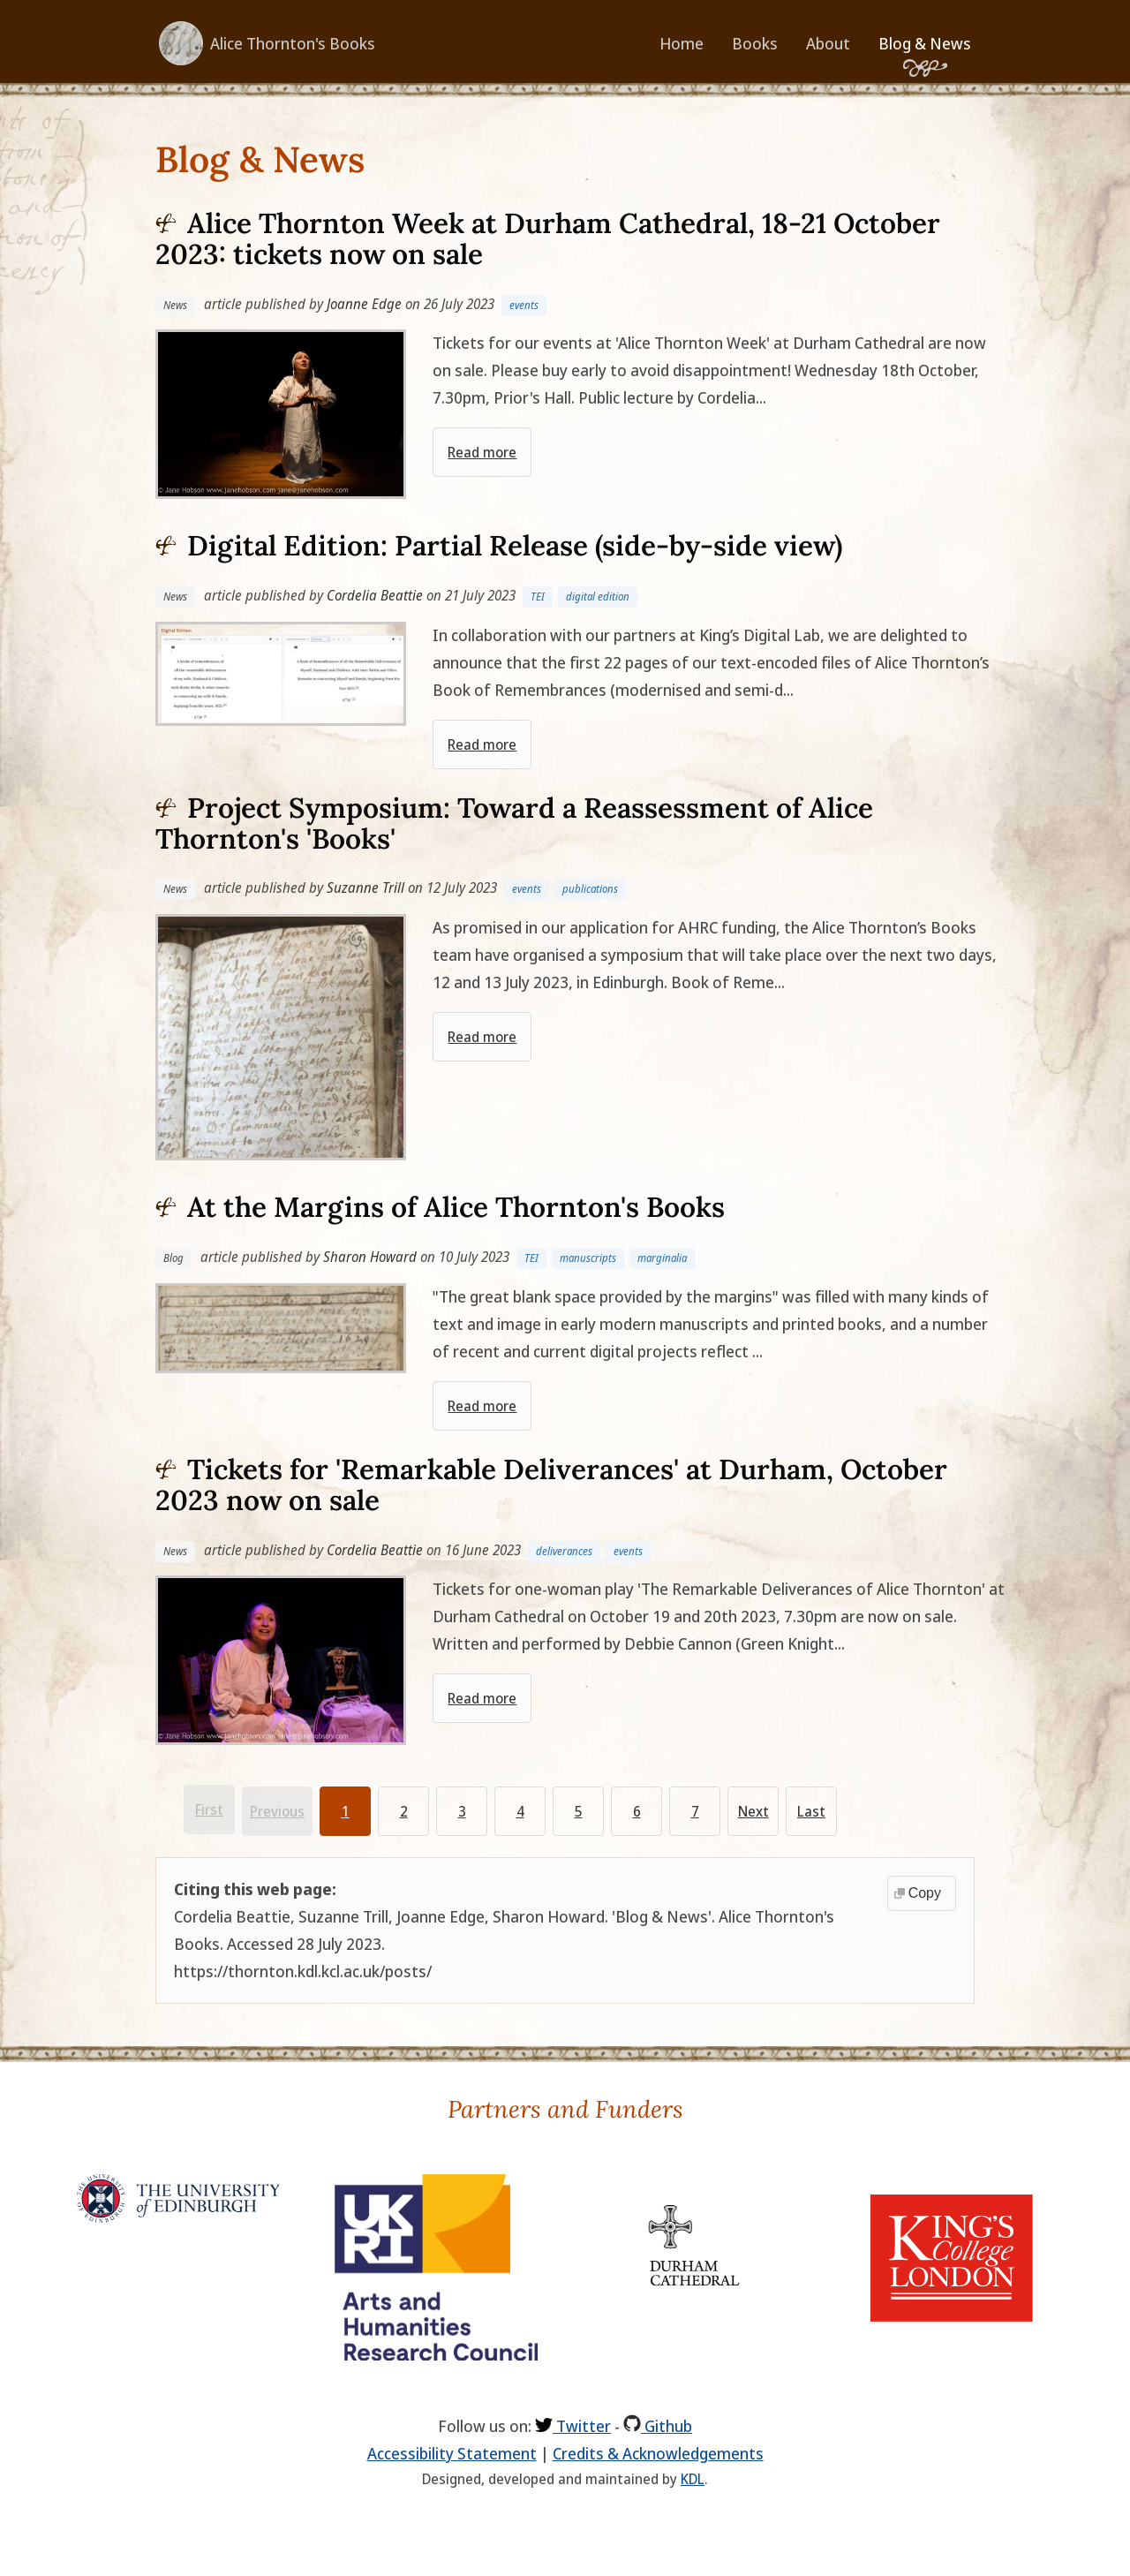 Alice Thornton's Books
Home
Books
About
Blog & News
Blog & News
Alice Thornton Week at Durham Cathedral, 18-21 October
2023: tickets now on sale
News article published by Joanne Edge on 26 July 2023 events
Tickets for our events at 'Alice Thornton Week' at Durham Cathedral are now
on sale. Please buy early to avoid disappointment! Wednesday 18th October,
7.30pm, Prior's Hall. Public lecture by Cordelia...
Read more
© Jane Hobson www.janehobson.com jane@janehobson.com
Digital Edition: Partial Release (side-by-side view)
News article published by Cordelia Beattie on 21 July 2023 TEI digital edition
Digital Edition:
In collaboration with our partners at King’s Digital Lab, we are delighted to
announce that the first 22 pages of our text-encoded files of Alice Thornton’s
Book of Remembrances (modernised and semi-d...
Read more
Project Symposium: Toward a Reassessment of Alice
Thornton's 'Books'
News article published by Suzanne Trill on 12 July 2023 events publications
As promised in our application for AHRC funding, the Alice Thornton’s Books
team have organised a symposium that will take place over the next two days,
12 and 13 July 2023, in Edinburgh. Book of Reme...
Read more
At the Margins of Alice Thornton's Books
Blog article published by Sharon Howard on 10 July 2023 TEI manuscripts marginalia
"The great blank space provided by the margins" was filled with many kinds of
text and image in early modern manuscripts and printed books, and a number
of recent and current digital projects reflect ...
Read more
Tickets for 'Remarkable Deliverances' at Durham, October
2023 now on sale
News article published by Cordelia Beattie on 16 June 2023 deliverances events
Tickets for one-woman play 'The Remarkable Deliverances of Alice Thornton' at
Durham Cathedral on October 19 and 20th 2023, 7.30pm are now on sale.
Written and performed by Debbie Cannon (Green Knight...
Read more
© Jane Hobson www.janehobson.com jane@janehobson.com
First Previous 1 2 3 4 5 6 7 Next Last
Citing this web page:
Copy
Cordelia Beattie, Suzanne Trill, Joanne Edge, Sharon Howard. 'Blog & News'. Alice Thornton's
Books. Accessed 28 July 2023.
https://thornton.kdl.kcl.ac.uk/posts/
Partners and Funders
THE UNIVERSITY
of EDINBURGH
UK
RI
Arts and
Humanities
Research Council
DURHAM
CATHEDRAL
KING'S
College
LONDON
Follow us on: Twitter - Github
Accessibility Statement | Credits & Acknowledgements
Designed, developed and maintained by KDL.